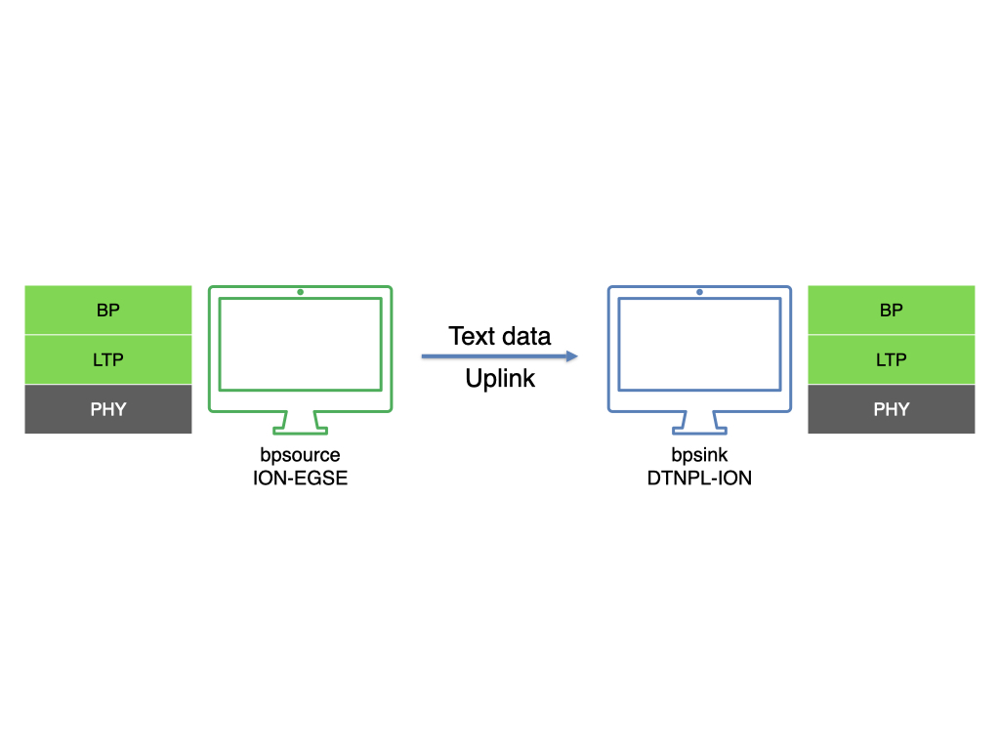 BP
LTP
PHY
bpsource
ION-EGSE
Text data
Uplink
bpsink
DTNPL-ION
BP
LTP
PHY